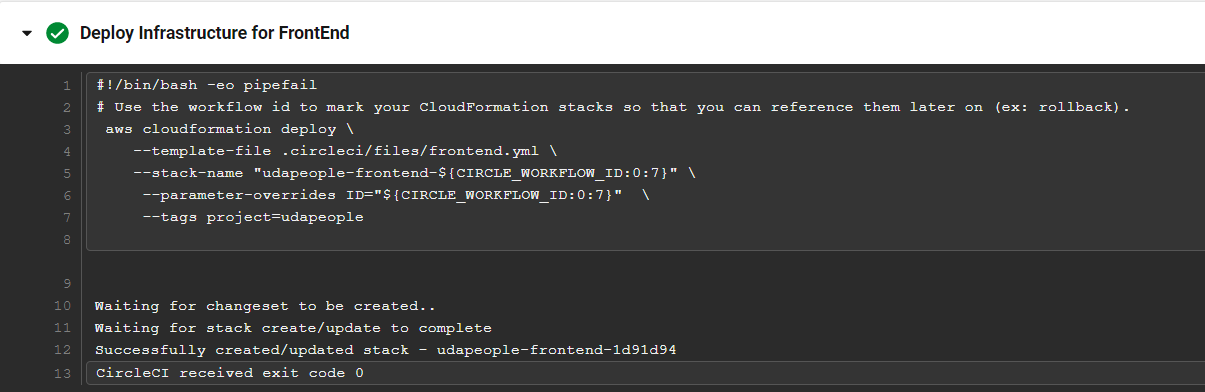 Deploy Infrastructure for FrontEnd
1 #!/bin/bash -eo pipefail
2 # Use the workflow id to mark your CloudFormation stacks so that you can reference them later on (ex: rollback).
3 aws cloudformation deploy \
4 --template-file .circleci/files/frontend.yml \
5 --stack-name "udapeople-frontend-${CIRCLE_WORKFLOW_ID:0:7}" \
6 --parameter-overrides ID="${CIRCLE_WORKFLOW_ID:0:7}" \
7 --tags project=udapeople
8
9
10 Waiting for changeset to be created..
11 Waiting for stack create/update to complete
12 Successfully created/updated stack - udapeople-frontend-1d91d94
13 CircleCI received exit code 0